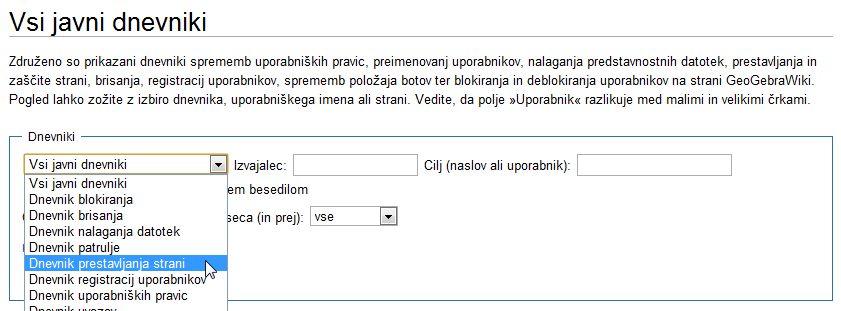 Vsi javni dnevniki
Združeno so prikazani dnevniki sprememb uporabniških pravic, preimenovanj uporabnikov, nalaganja predstavnostnih datotek, prestavljanja in
zaščite strani, brisanja, registracij uporabnikov, sprememb položaja botov ter blokiranja in deblokiranja uporabnikov na strani GeoGebraWiki.
Pogled lahko zožite z izbiro dnevnika, uporabniškega imena ali strani. Vedite, da polje »Uporabnik« razlikuje med malimi in velikimi črkami.
Dnevniki
Vsi javni dnevniki Izvajalec: Cilj (naslov ali uporabnik):
Vsi javni dnevniki em besedilom
Dnevnik blokiranja
Dnevnik brisanja seca (in prej): vse
Dnevnik nalaganja datotek
Dnevnik patrulje
Dnevnik prestavljanja strani
Dnevnik registracij uporabnikov
Dnevnik uporabniških pravic
Dnevnik uvozov